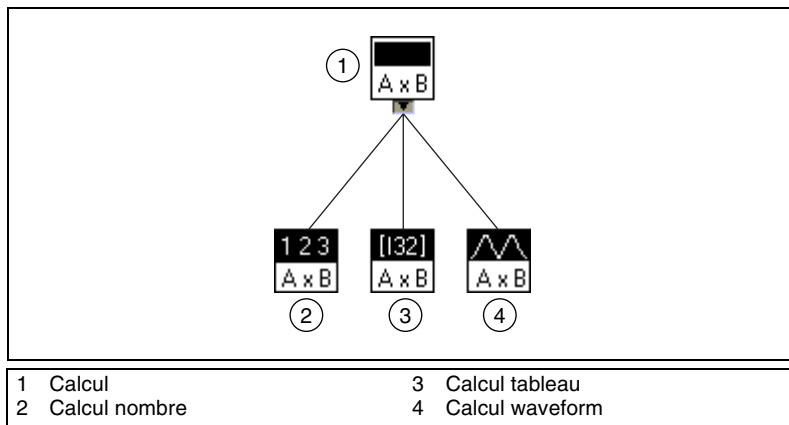 1
A x B
1 2 3
[I32]
A x B
A x B
A x B
2
3
4
1 Calcul
3 Calcul tableau
2 Calcul nombre
4 Calcul waveform